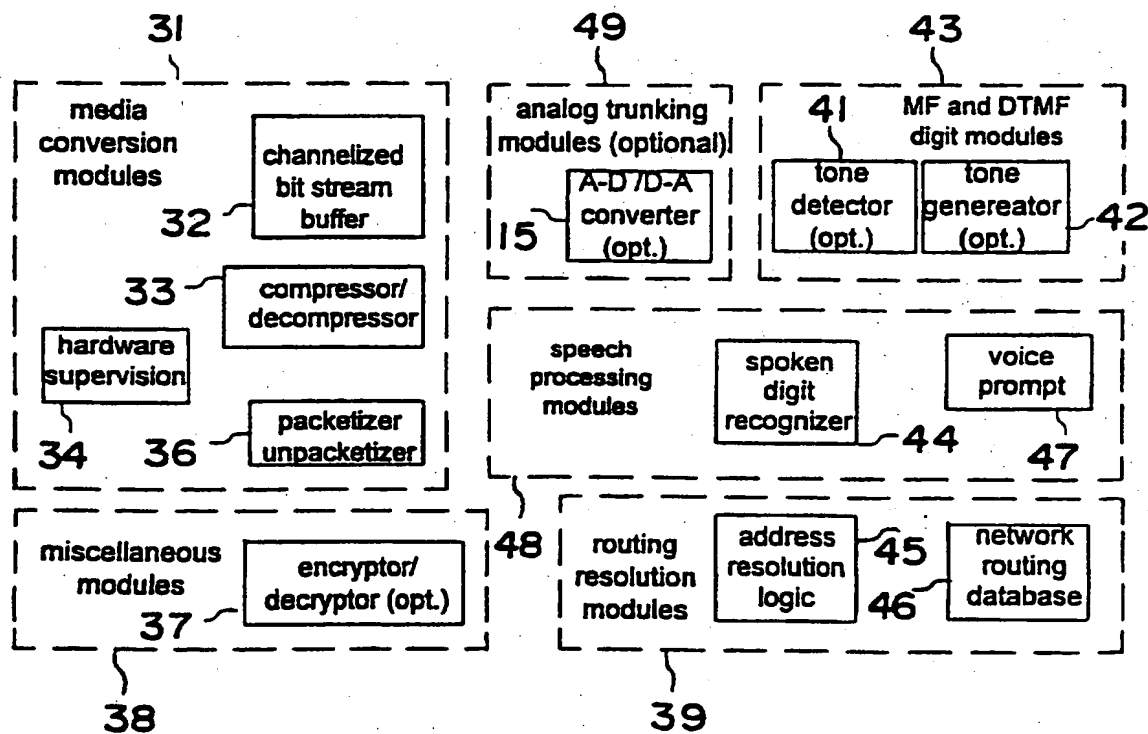 31
49
43
media
conversion
modules
channelized
bit stream
buffer
32
33
compressor/
decompressor
hardware
supervision
34
36
packetizer
unpacketizer
analog trunking
modules (optional)
A-D /D-A
converter
(opt.)
15
41
MF and DTMF
digit modules
tone
detector
(opt.)
tone
genereator
(opt.)
42
speech
processing
modules
spoken
digit
recognizer
44
voice
prompt
47
48
miscellaneous
modules
37
encryptor/
decryptor (opt.)
38
routing
resolution
modules
address
resolution
logic
45
46
network
routing
database
39